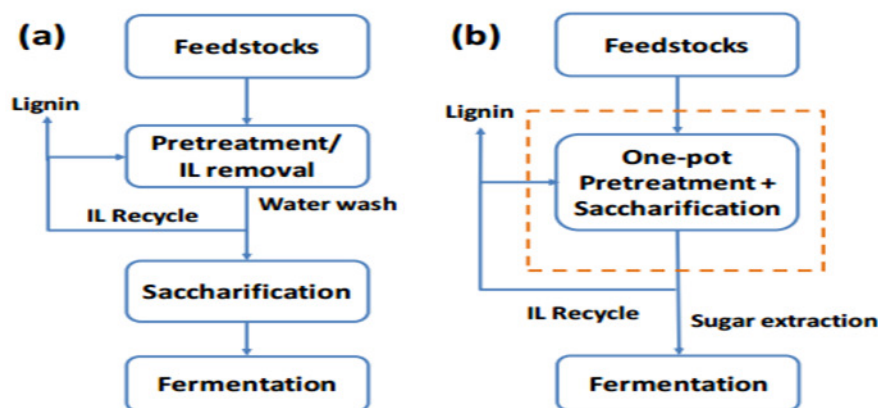 (a)
Feedstocks
Lignin
Pretreatment/
IL removal
IL Recycle
Water wash
Saccharification
Fermentation
(b)
Feedstocks
Lignin
One-pot
Pretreatment +
Saccharification
IL Recycle
Sugar extraction
Fermentation